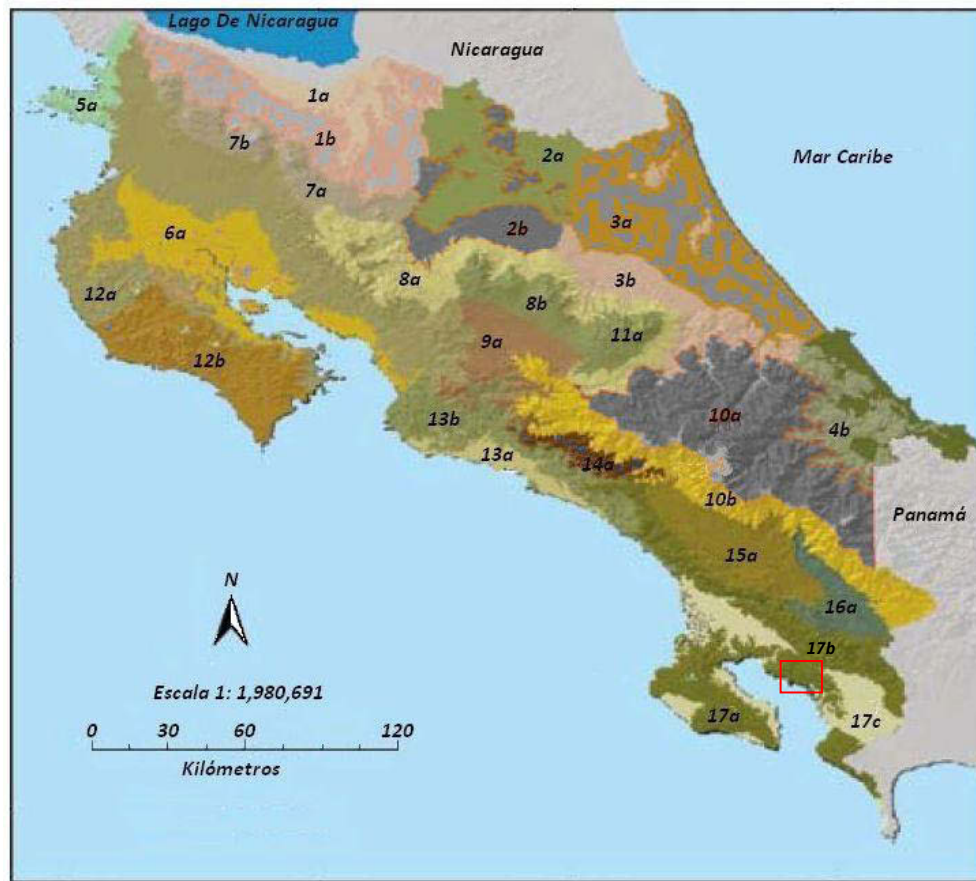 Lago De Nicaragua
Nicaragua
5a
1a
7b
1b
2a
Mar Caribe
7a
3a
6a
2b
8a
3b
12a
8b
11a
9a
12b
10a
13b
4b
13a
14a
10b
Panamá
15a
N
16a
17b
Escala 1: 1,980,691
17a
17c
0 30 60 120
Kilómetros